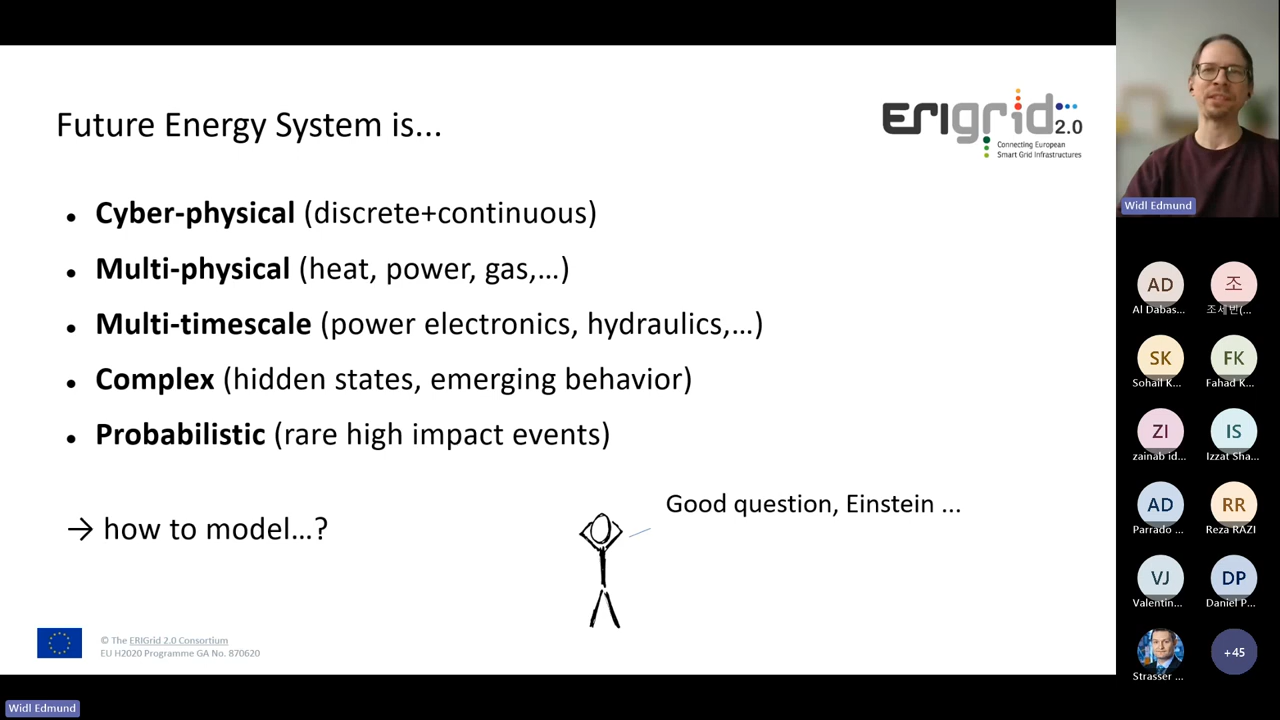 Future Energy System is...
ERIgrid 2.0
Connecting European
Smart Grid Infrastructures
● Cyber-physical (discrete+continuous)
● Multi-physical (heat, power, gas,...)
● Multi-timescale (power electronics, hydraulics,...)
● Complex (hidden states, emerging behavior)
● Probabilistic (rare high impact events)
→ how to model...?
Good question, Einstein ...
© The ERIGrid 2.0 Consortium
EU H2020 Programme GA No. 870620
Widl Edmund
Widl Edmund
AD
Al Dabas...
조
조세빈(...
SK
Sohail K...
FK
Fahad K...
ZI
zainab id...
IS
Izzat Sha...
AD
Parrado ...
RR
Reza RAZI
VJ
Valentin...
DP
Daniel P...
Strasser ...
+45